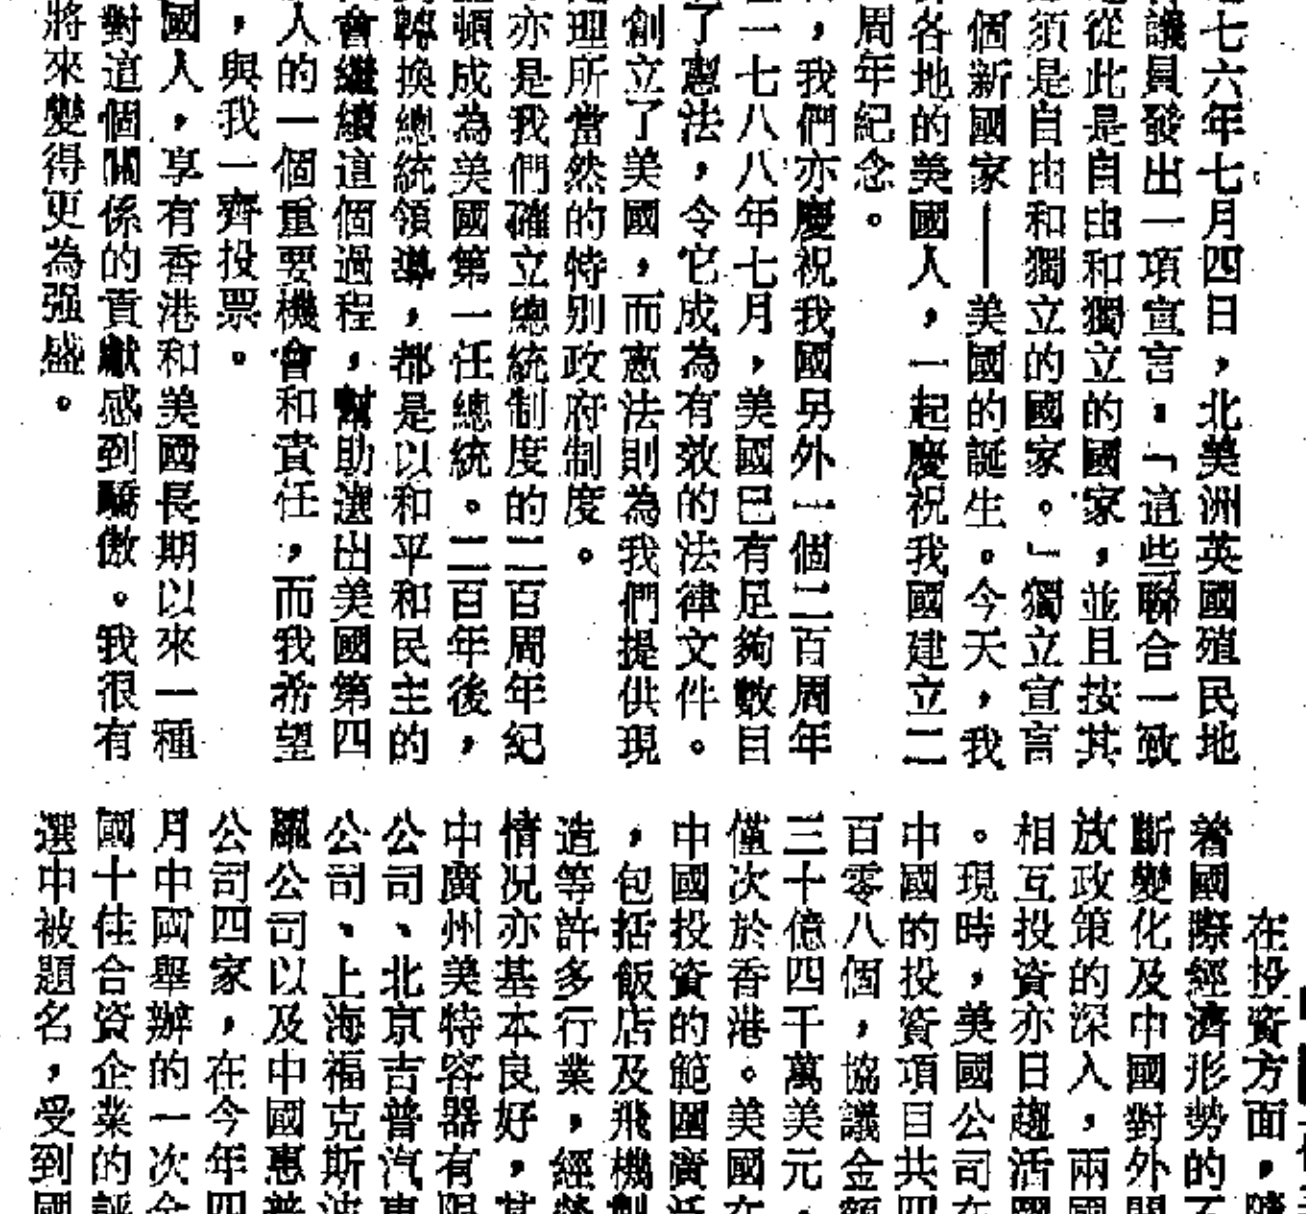 七六年七月四日，北美洲英國殖民地
議員發出一項宣言：「這些聯合一致
從此是自由和獨立的國家，並且按其
須是自由和獨立的國家。」獨立宣言
個新國家——美國的誕生。今天，我
各地的美國人，一起慶祝我國建立二
周年紀念。
，我們亦慶祝我國另外一個二百周年
一七八八年七月，美國已有足夠數目
了憲法，令它成為有效的法律文件。
創立了美國，而憲法則為我們提供現
理所當然的特別政府制度。
亦是我們確立總統制度的二百周年紀
頓成為美國第一任總統。二百年後，
轉換總統領導，都是以和平和民主的
會繼續這個過程，幫助選出美國第四
人的一個重要機會和責任，而我希望
，與我一齊投票。
國人，享有香港和美國長期以來一種
對這個關係的貢獻感到驕傲。我很有
將來變得更為强盛。
在投資方面，隨
着國際經濟形勢的不
斷變化及中國對外開
放政策的深入，兩國
相互投資亦日趨活躍
。現時，美國公司在
中國的投資項目共四
百零八個，協議金額
三十億四千萬美元，
僅次於香港。美國在
中國投資的範圍廣泛
，包括飯店及飛機製
造等許多行業，經營
情况亦基本良好，其
中廣州美特容器有限
公司、北京吉普汽車
公司、上海福克斯波
羅公司以及中國惠普
公司四家，在今年四
月中國舉辦的一次全
國十佳合資企業的評
選中被題名，受到國